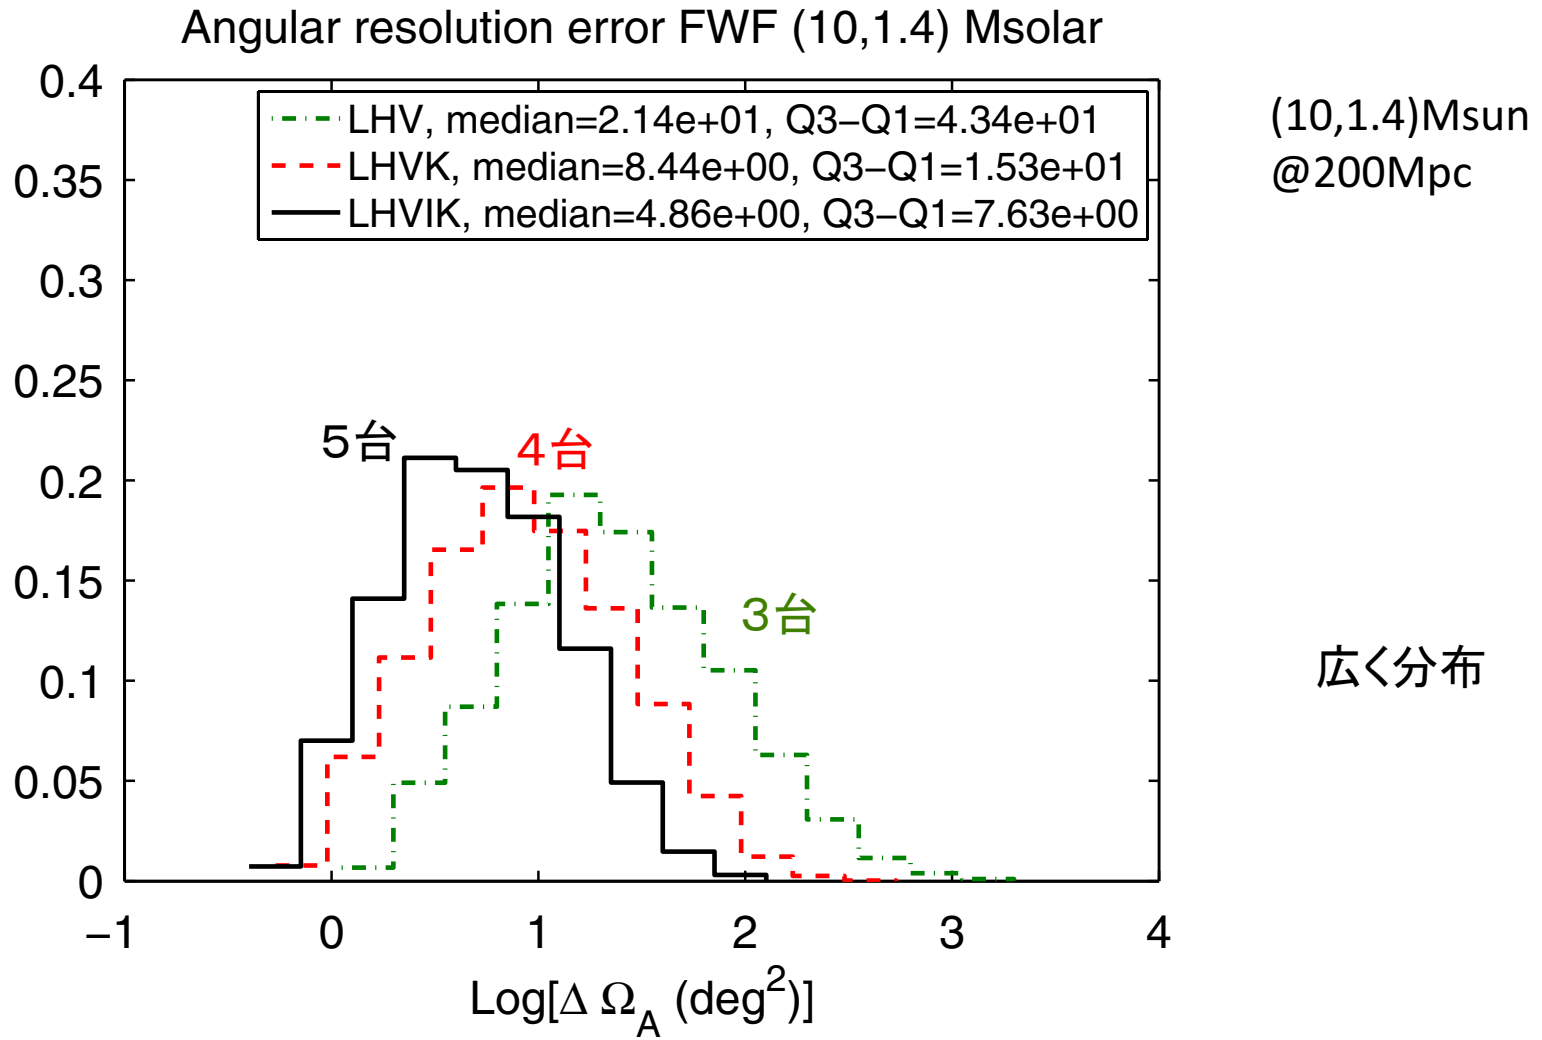 Angular resolution error FWF (10,1.4) Msolar
0.4
0.35
0.3
0.25
0.2
0.15
0.1
0.05
0
LHV, median=2.14e+01, Q3−Q1=4.34e+01
LHVK, median=8.44e+00, Q3−Q1=1.53e+01
LHVIK, median=4.86e+00, Q3−Q1=7.63e+00
(10,1.4)Msun
@200Mpc
5台
4台
3台
広く分布
−1 0 1 2 3 4
Log[Δ Ω_A (deg^2)]